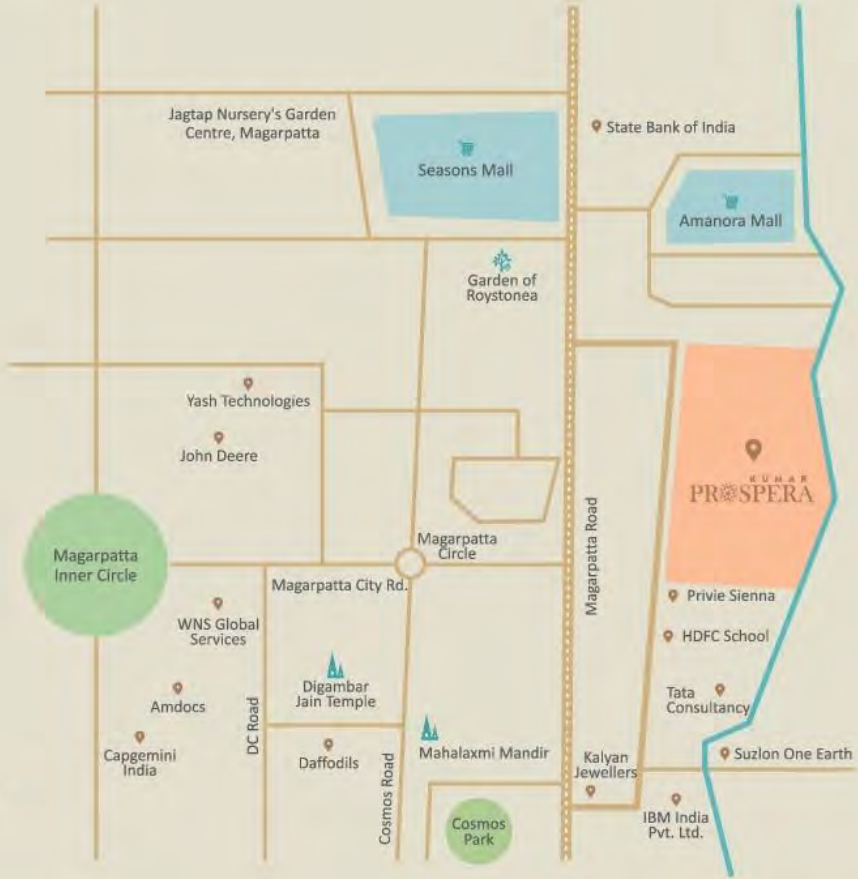 Jagtap Nursery's Garden
Centre, Magarpatta
State Bank of India
Seasons Mall
Amanora Mall
Garden of
Roystonea
Yash Technologies
John Deere
KUMAR
PROSPERA
Magarpatta
Inner Circle
Magarpatta
Circle
Magarpatta Road
Magarpatta City Rd.
Privie Sienna
WNS Global
Services
HDFC School
Digambar
Jain Temple
Tata
Consultancy
Amdocs
DC Road
Capgemini
India
Daffodils
Cosmos Road
Mahalaxmi Mandir
Kalyan
Jewellers
Suzlon One Earth
Cosmos
Park
IBM India
Pvt. Ltd.